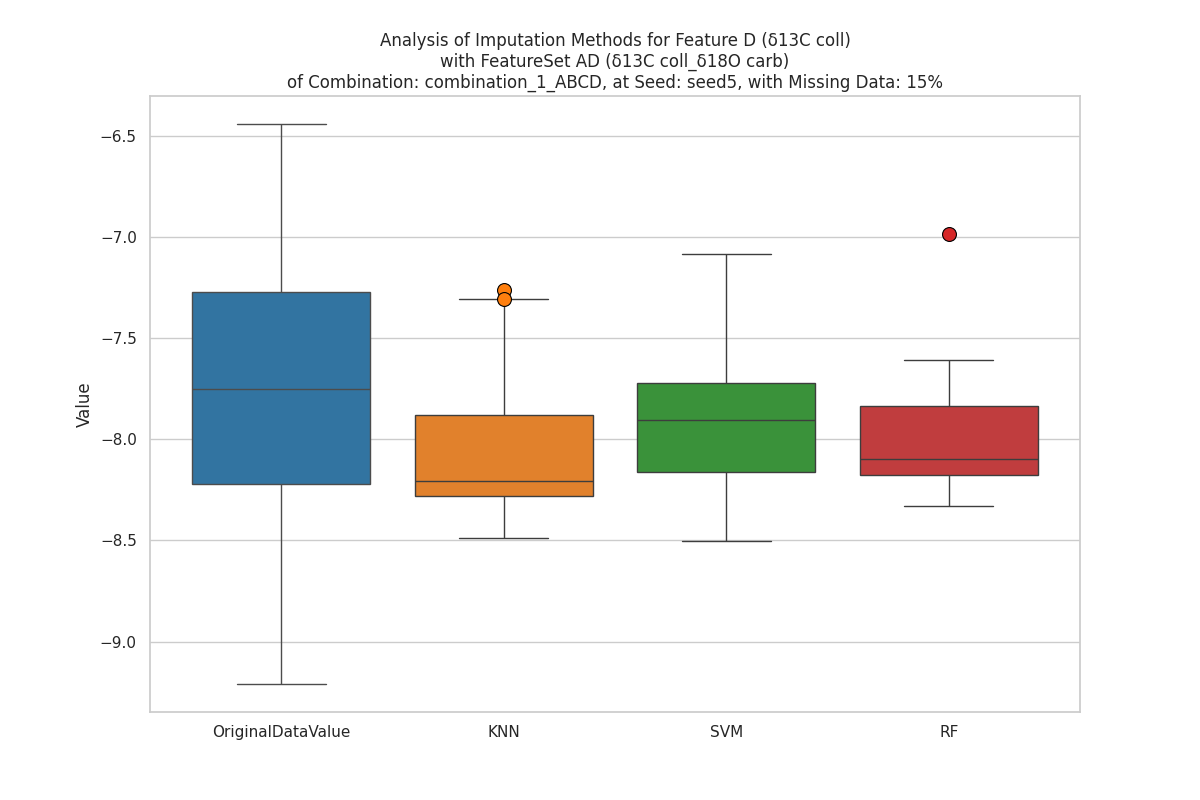 Analysis of Imputation Methods for Feature D (δ13C coll)
with FeatureSet AD (δ13C coll_δ18O carb)
of Combination: combination_1_ABCD, at Seed: seed5, with Missing Data: 15%
−6.5
−7.0
−7.5
−8.0
−8.5
−9.0
Value
OriginalDataValue
KNN
SVM
RF